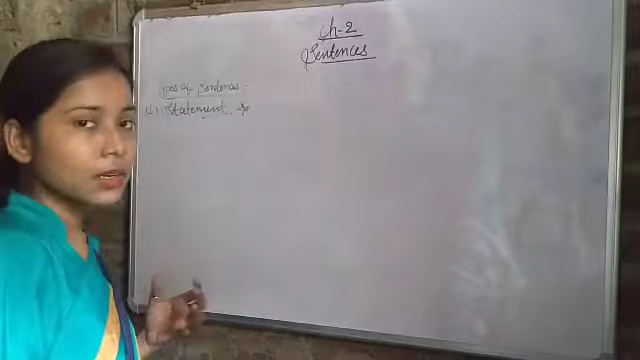 ch-2
Sentences
Types of Sentences -
(1) Statement. →